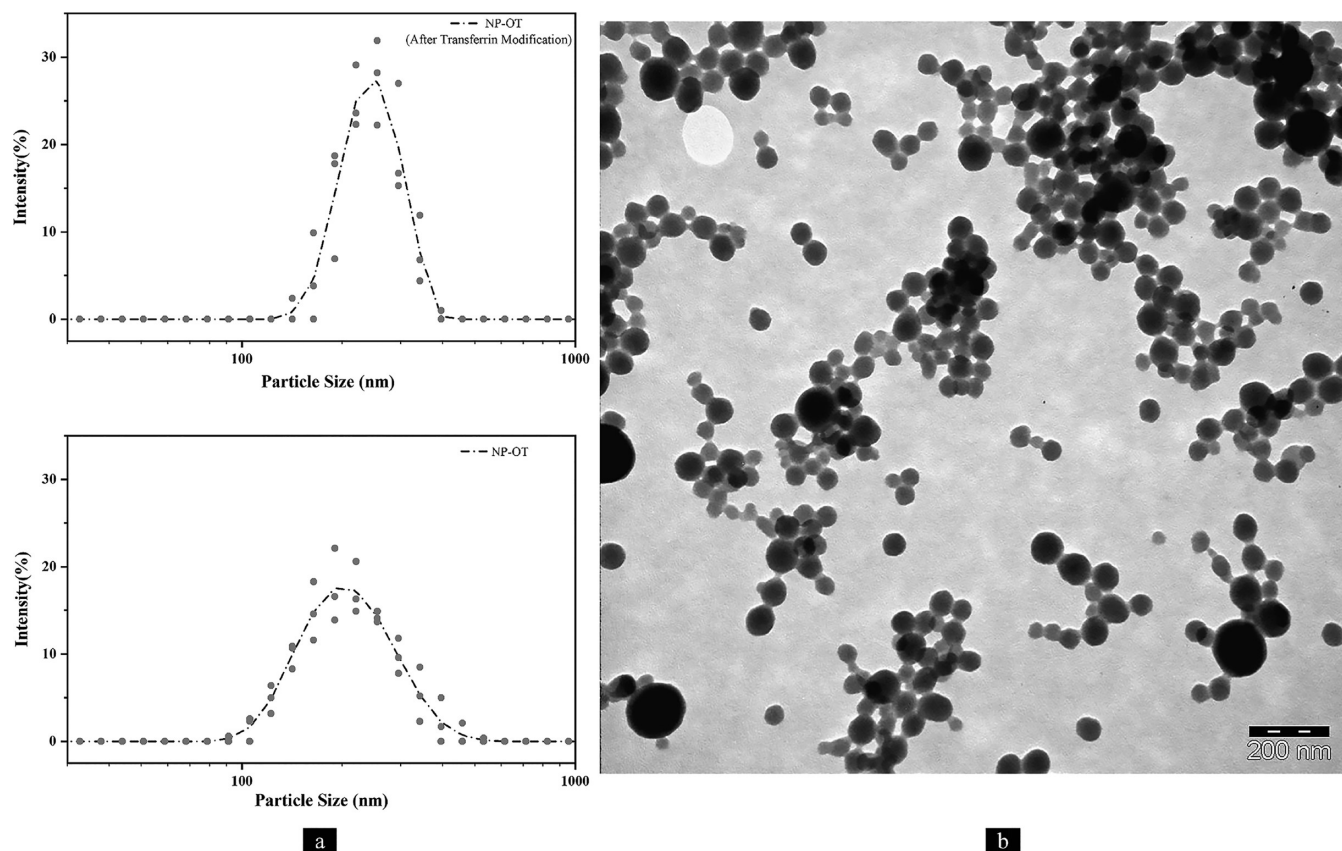 NP-OT
(After Transferrin Modification)
30
20
10
0
Intensity(%)
100
1000
Particle Size (nm)
NP-OT
30
20
10
0
Intensity(%)
100
1000
Particle Size (nm)
200 nm
a
b